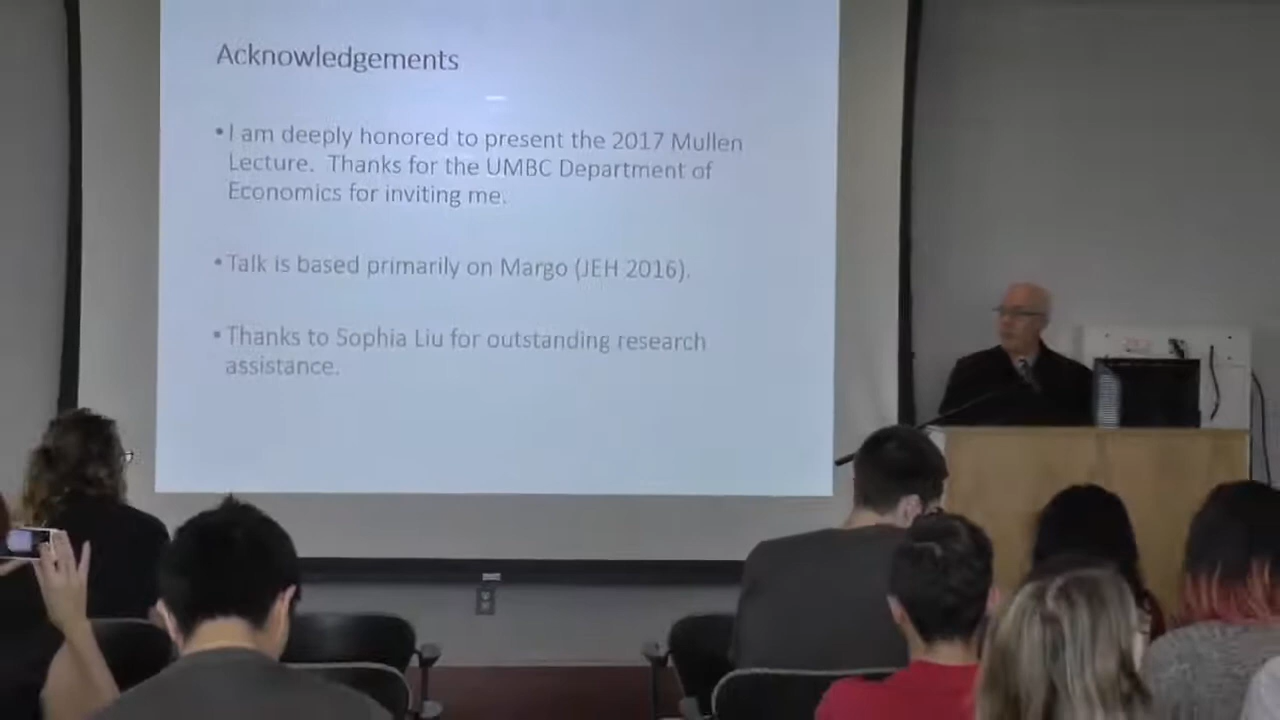 Acknowledgements
•I am deeply honored to present the 2017 Mullen
Lecture.  Thanks for the UMBC Department of
Economics for inviting me.
•Talk is based primarily on Margo (JEH 2016).
•Thanks to Sophia Liu for outstanding research
assistance.